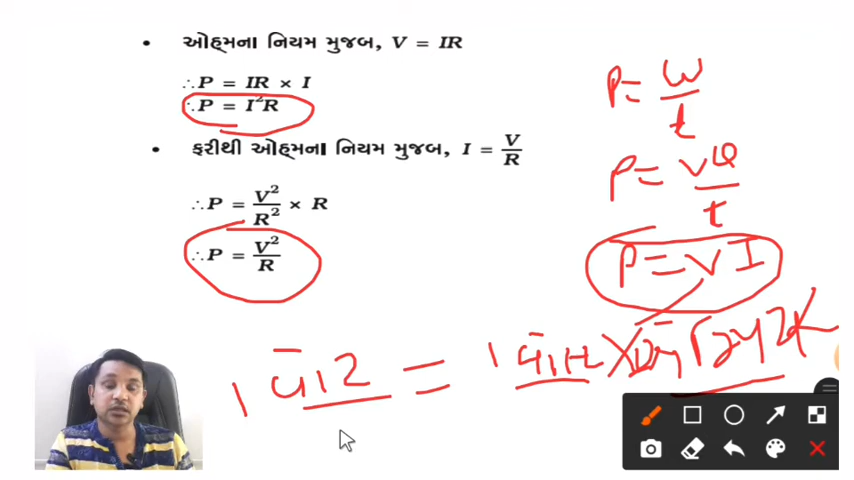 • ઓહ્‌મના નિયમ મુજબ, V = IR
∴P = IR × I
∴P = I²R
• ફરીથી ઓહ્‌મના નિયમ મુજબ, I = V/R
∴P = V²/R² × R
∴P = V²/R
P = W/t
P = VQ/t
P = VI
1 વોટ = 1 વોલ્ટ ×